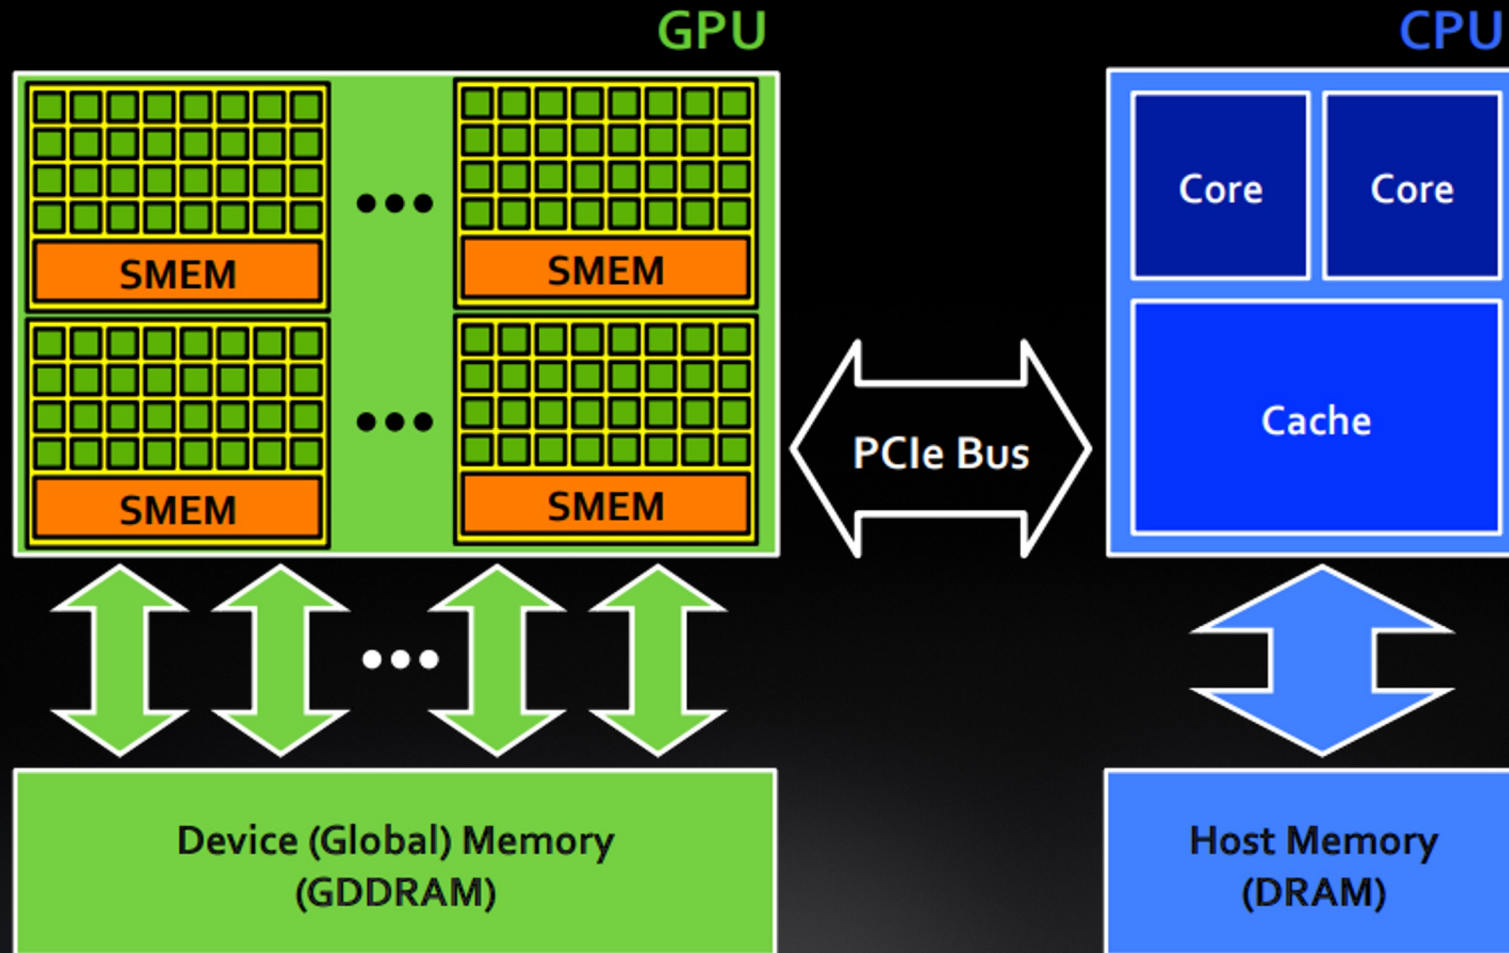 GPU
CPU
SMEM
SMEM
SMEM
SMEM
PCIe Bus
Core
Core
Cache
Device (Global) Memory
(GDDRAM)
Host Memory
(DRAM)